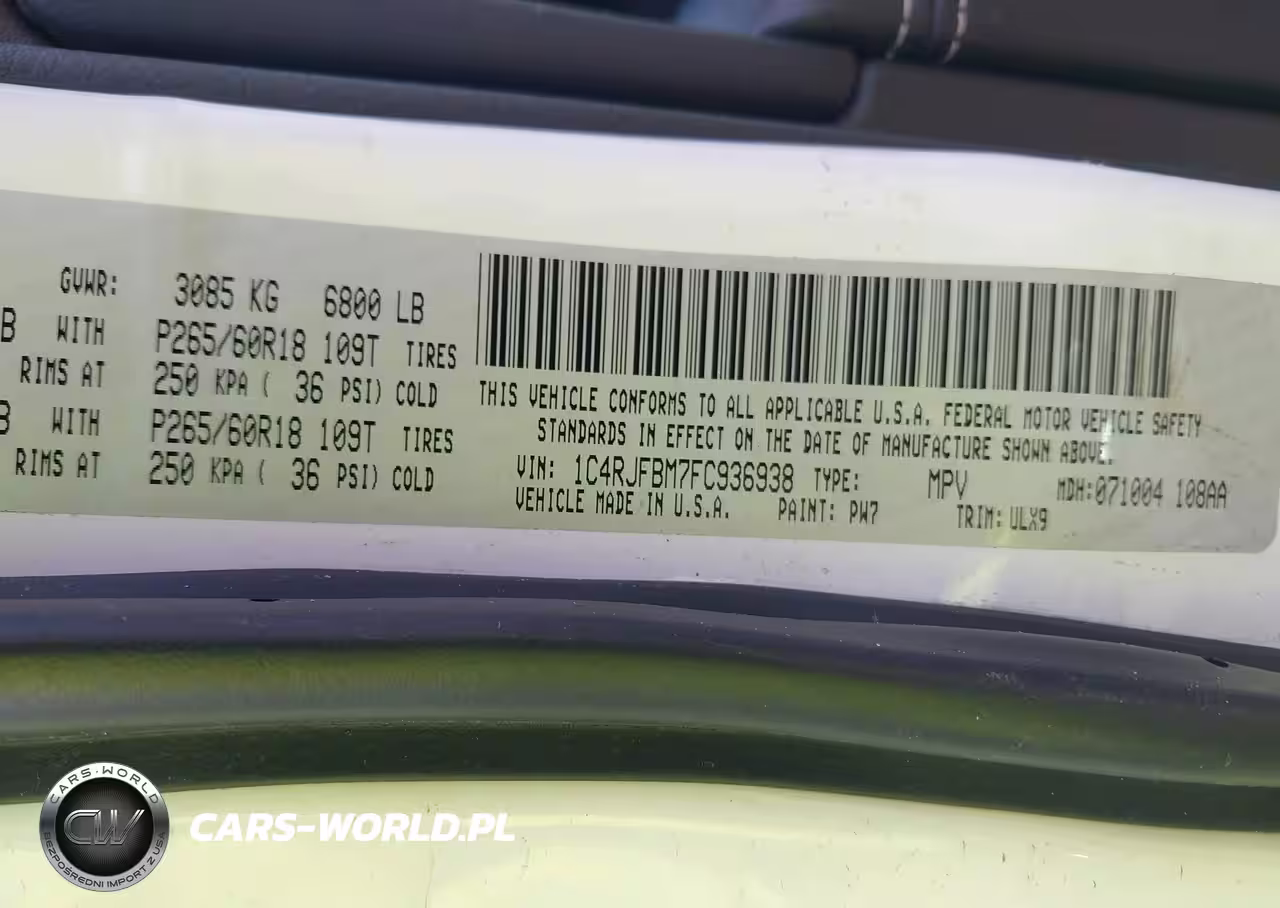 GVWR: 3085 KG 6800 LB
B WITH P265/60R18 109T TIRES
RIMS AT 250 KPA ( 36 PSI) COLD
B WITH P265/60R18 109T TIRES
RIMS AT 250 KPA ( 36 PSI) COLD
THIS VEHICLE CONFORMS TO ALL APPLICABLE U.S.A. FEDERAL MOTOR VEHICLE SAFETY
STANDARDS IN EFFECT ON THE DATE OF MANUFACTURE SHOWN ABOVE.
VIN: 1C4RJFBM7FC936938 TYPE: MPV MDH:071004 108AA
VEHICLE MADE IN U.S.A. PAINT: PW7 TRIM: ULX9
CARS-WORLD
CW
BEZPOŚREDNI IMPORT Z USA
CARS-WORLD.PL